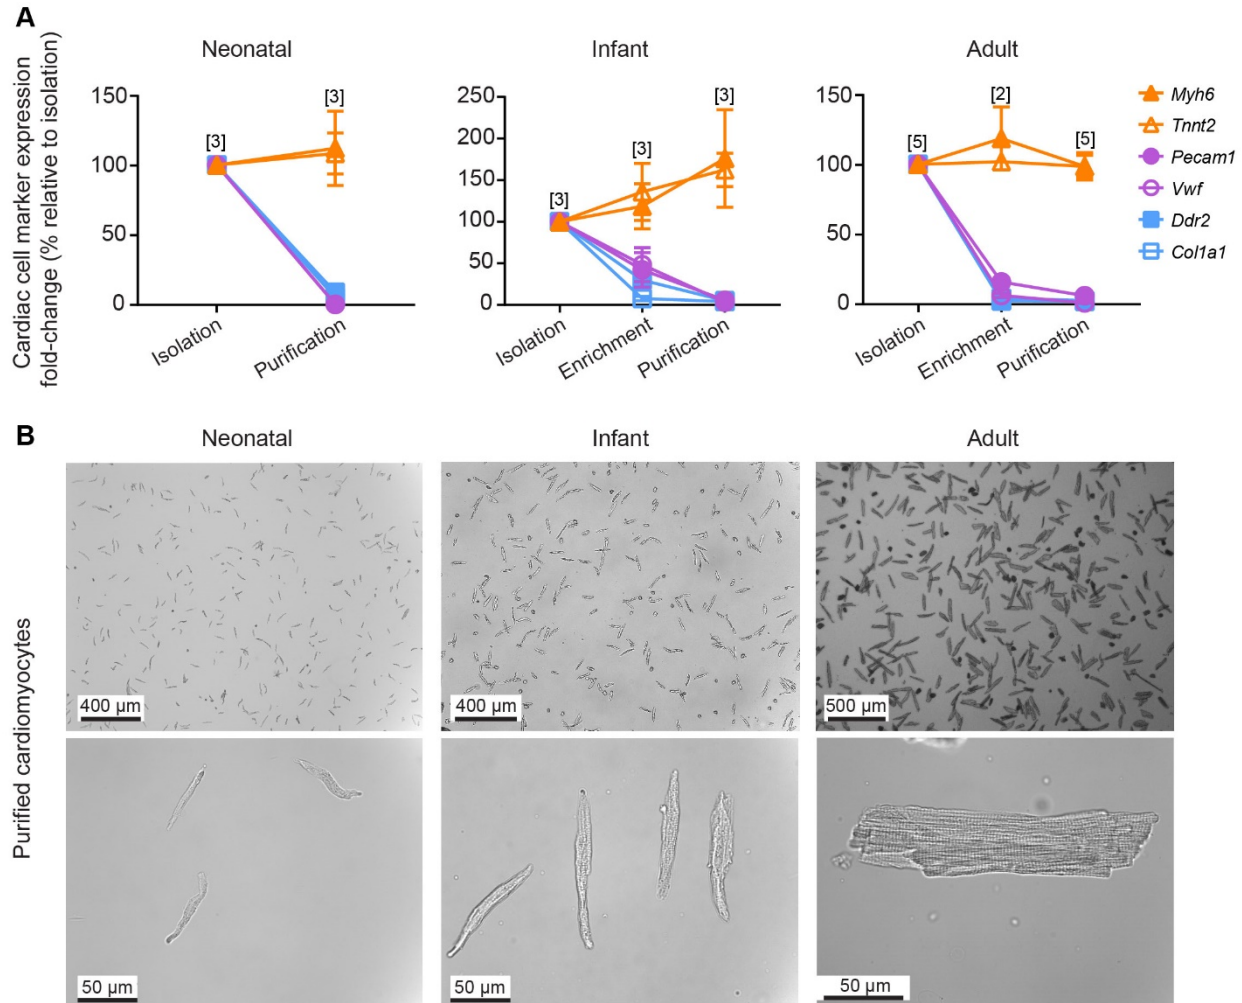 A
Neonatal
Infant
Adult
Cardiac cell marker expression
fold-change (% relative to isolation)
150
100
50
0
[3]
[3]
Isolation
Purification
250
200
150
100
50
0
[3]
[3]
[3]
Isolation
Enrichment
Purification
150
100
50
0
[5]
[2]
[5]
Isolation
Enrichment
Purification
Myh6
Tnnt2
Pecam1
Vwf
Ddr2
Col1a1
B
Neonatal
Infant
Adult
Purified cardiomyocytes
400 µm
400 µm
500 µm
50 µm
50 µm
50 µm